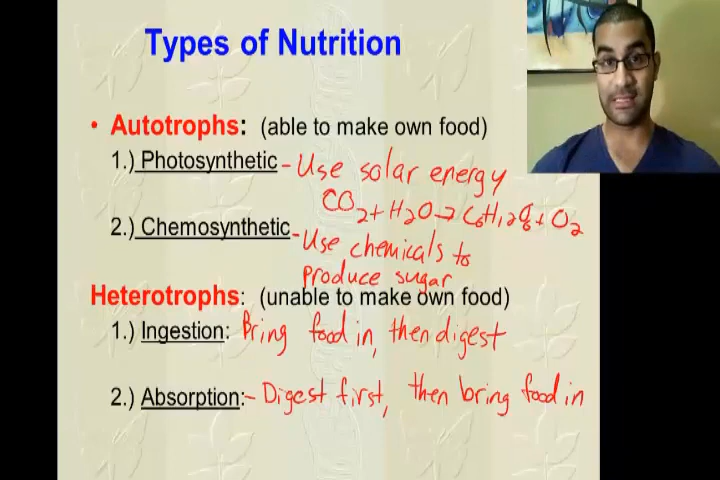 Types of Nutrition
• Autotrophs: (able to make own food)
1.) Photosynthetic - Use solar energy
CO2 + H2O → C6H12O6 + O2
2.) Chemosynthetic - Use chemicals to
produce sugar
Heterotrophs: (unable to make own food)
1.) Ingestion: Bring food in, then digest
2.) Absorption: - Digest first, then bring food in